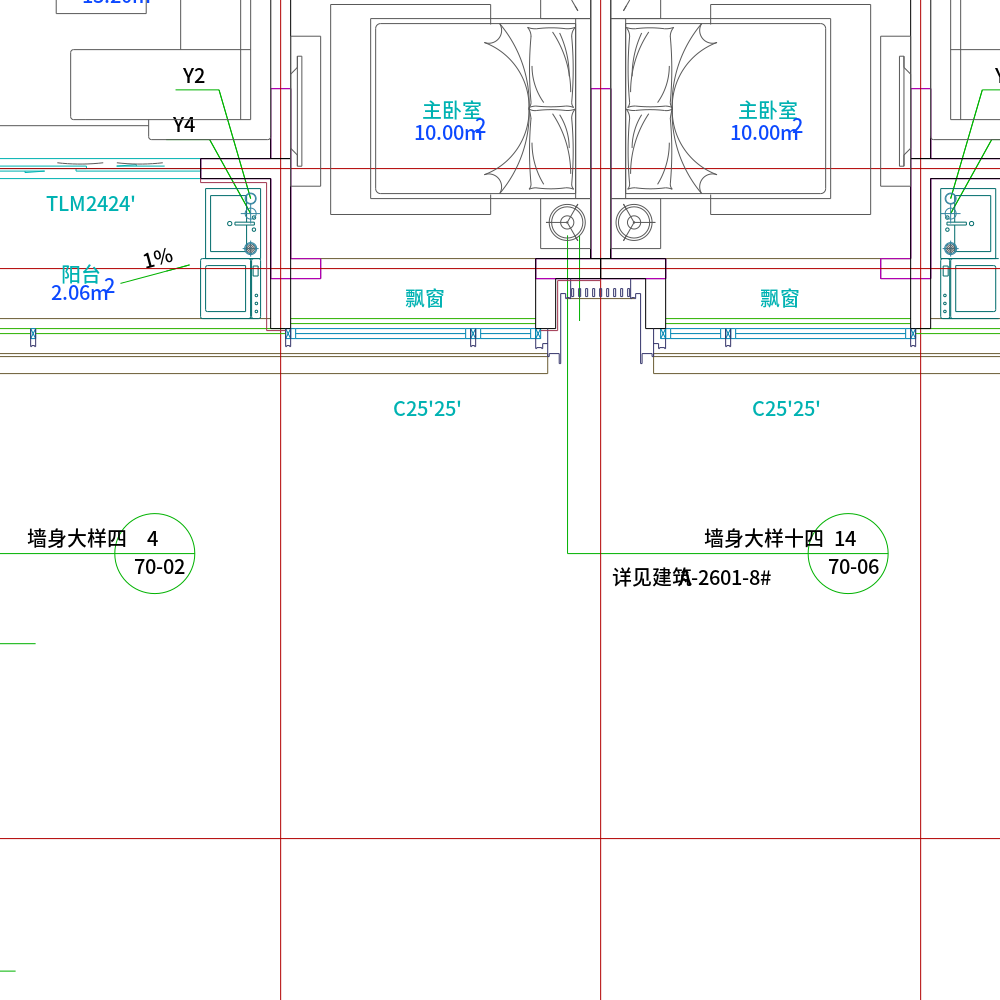 Y2
Y4
主卧室
10.00m2
主卧室
10.00m2
TLM2424'
1%
阳台
2.06m2
飘窗
飘窗
C25'25'
C25'25'
墙身大样四 4
70-02
墙身大样十四 14
70-06
详见建筑A-2601-8#